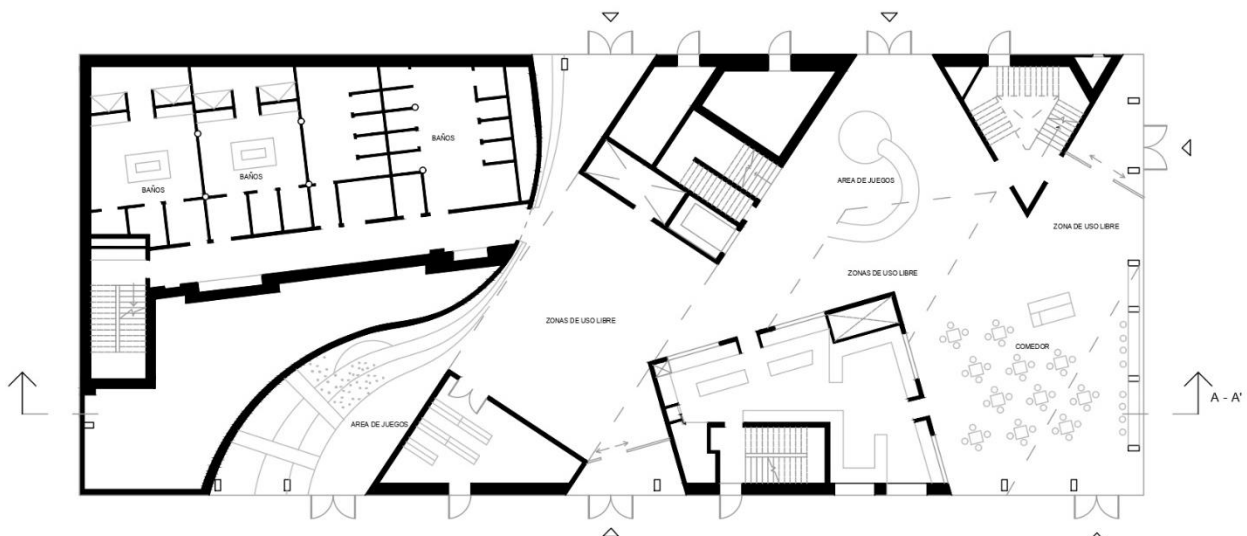 BAÑOS
BAÑOS
BAÑOS
AREA DE JUEGOS
ZONA DE USO LIBRE
ZONAS DE USO LIBRE
ZONAS DE USO LIBRE
COMEDOR
A - A'
AREA DE JUEGOS